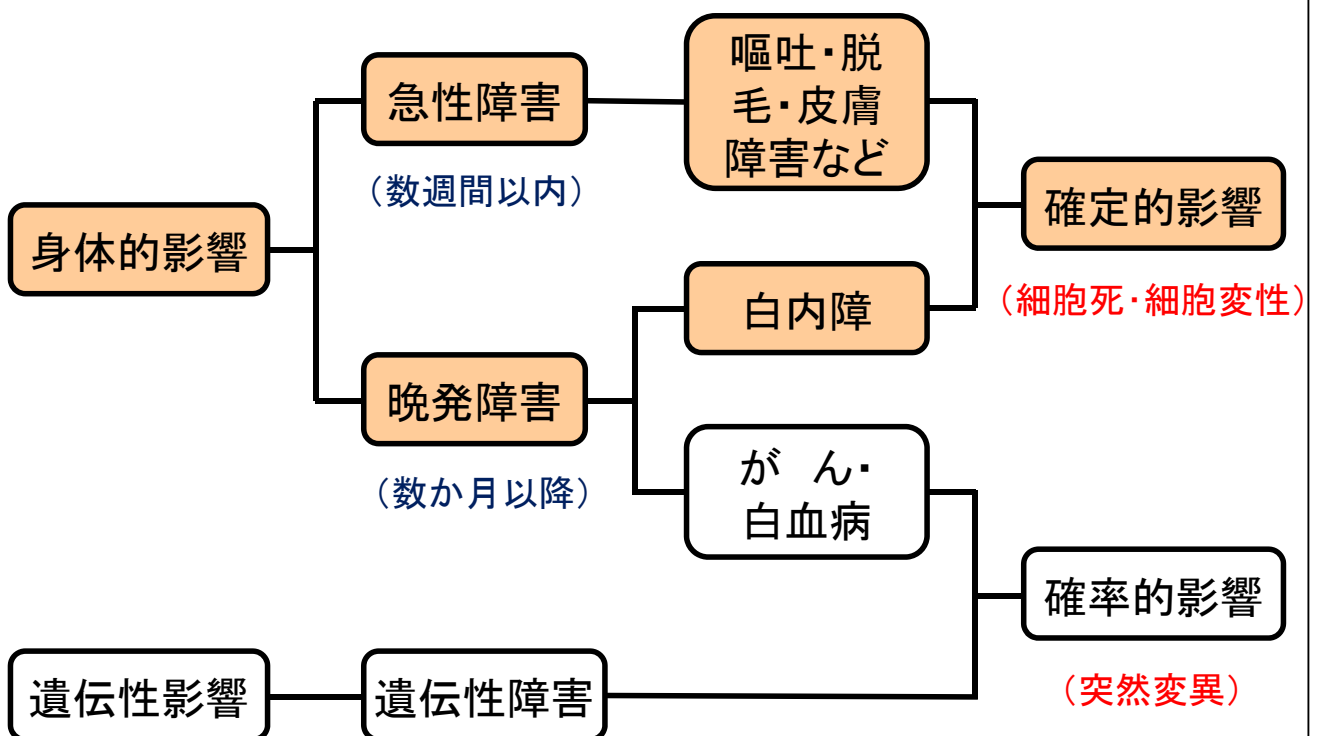 身体的影響
急性障害
（数週間以内）
晩発障害
（数か月以降）
嘔吐・脱
毛・皮膚
障害など
白内障
が ん・
白血病
確定的影響
（細胞死・細胞変性）
確率的影響
（突然変異）
遺伝性影響
遺伝性障害